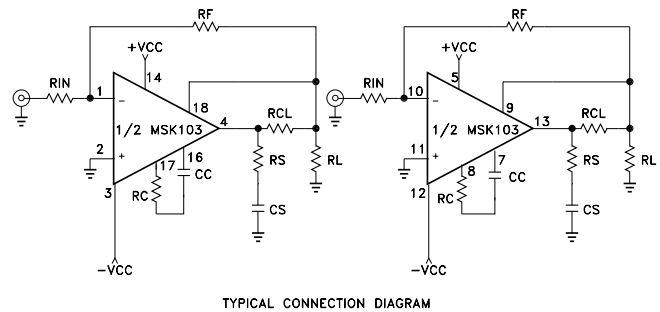 RF
+VCC
14
RIN
1
−
18
4
RCL
1/2 MSK103
2
+
17
16
CC
RC
RS
RL
3
CS
−VCC
RF
+VCC
5
RIN
10
−
9
13
RCL
1/2 MSK103
11
+
8
7
CC
RC
RS
RL
12
CS
−VCC
TYPICAL CONNECTION DIAGRAM